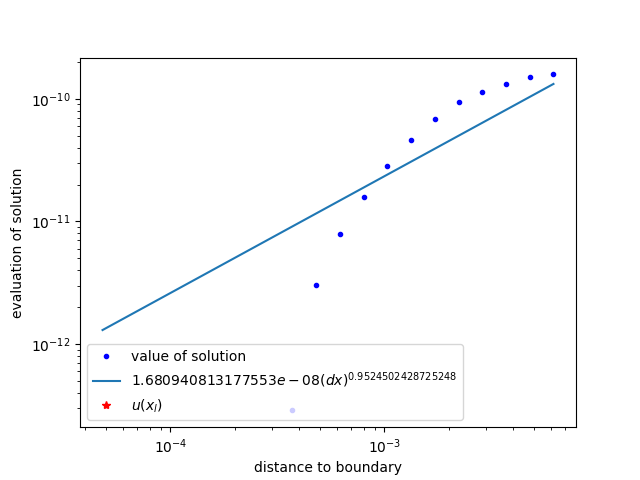 10⁻¹⁰
10⁻¹¹
10⁻¹²
evaluation of solution
value of solution
1.680940813177553e − 08(dx)^0.9524502428725248
u(x_l)
10⁻⁴ 10⁻³
distance to boundary